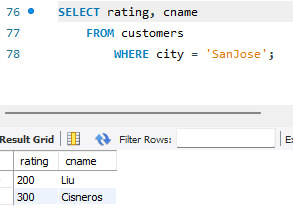 76 SELECT rating, cname
77 FROM customers
78 WHERE city = 'SanJose';
Result Grid Filter Rows:
rating cname
200 Liu
300 Cisneros